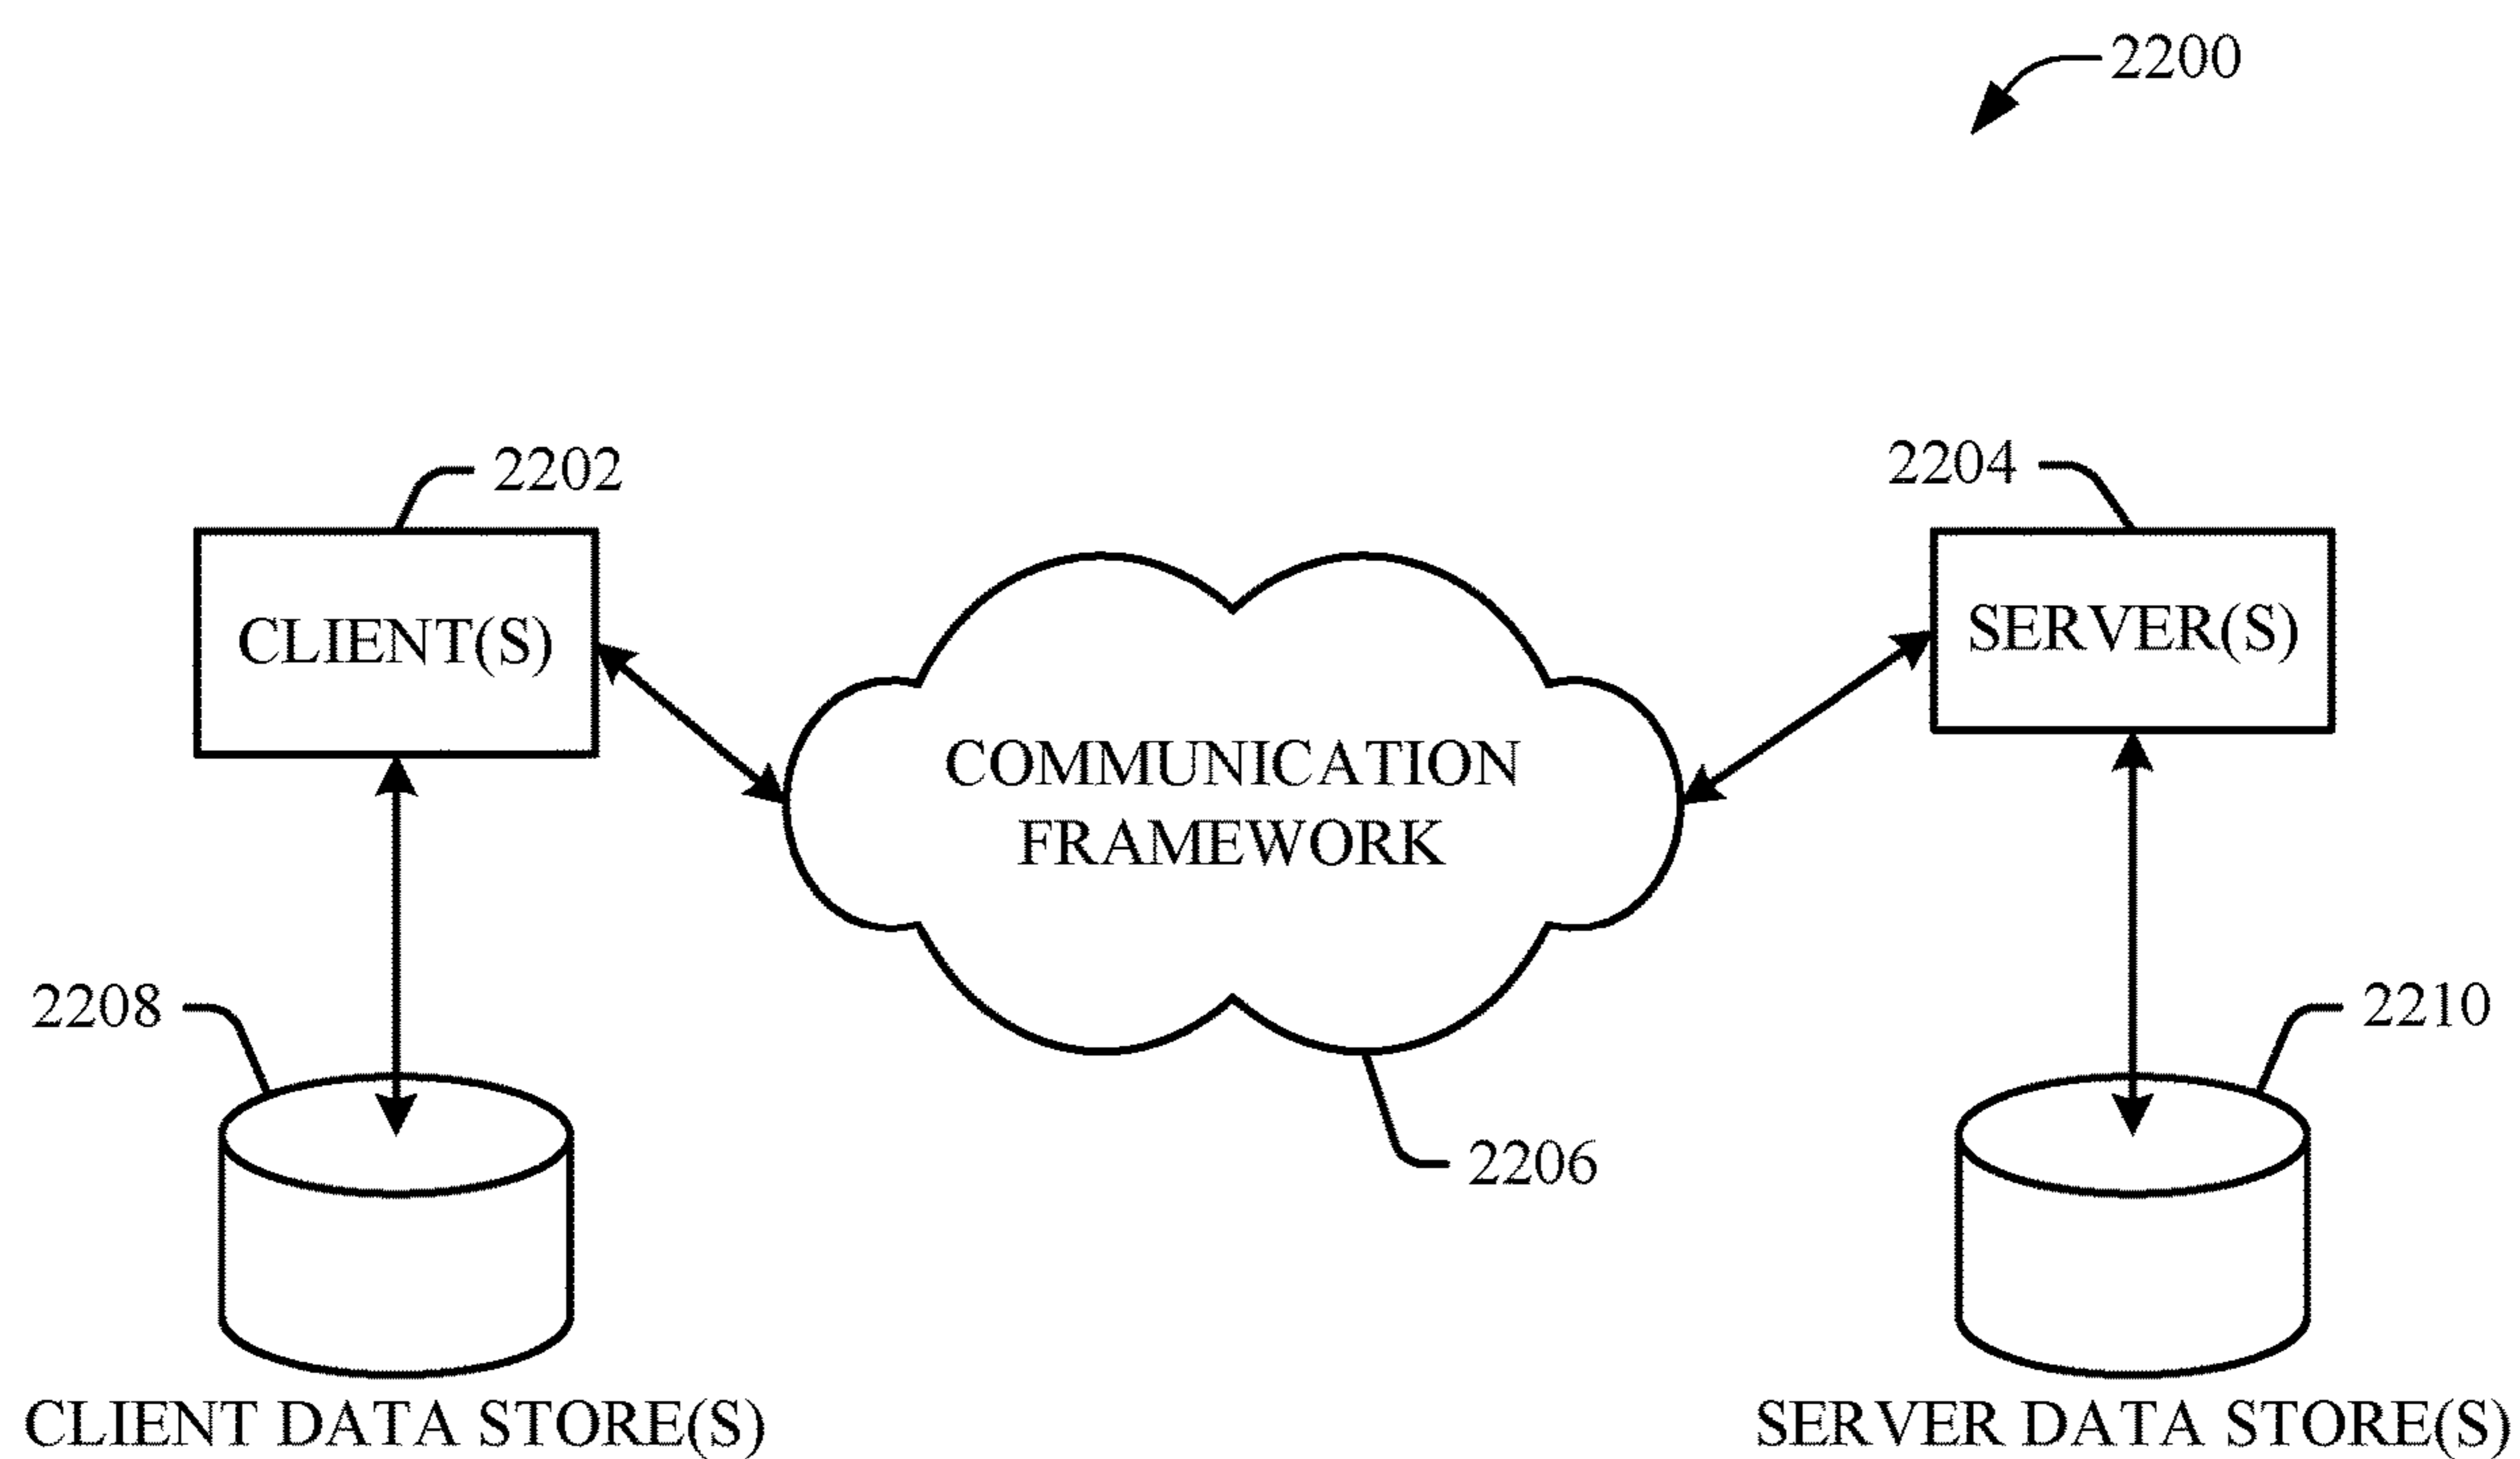 2200
2202
2204
CLIENT(S)
SERVER(S)
COMMUNICATION
FRAMEWORK
2208
2210
2206
CLIENT DATA STORE(S)
SERVER DATA STORE(S)